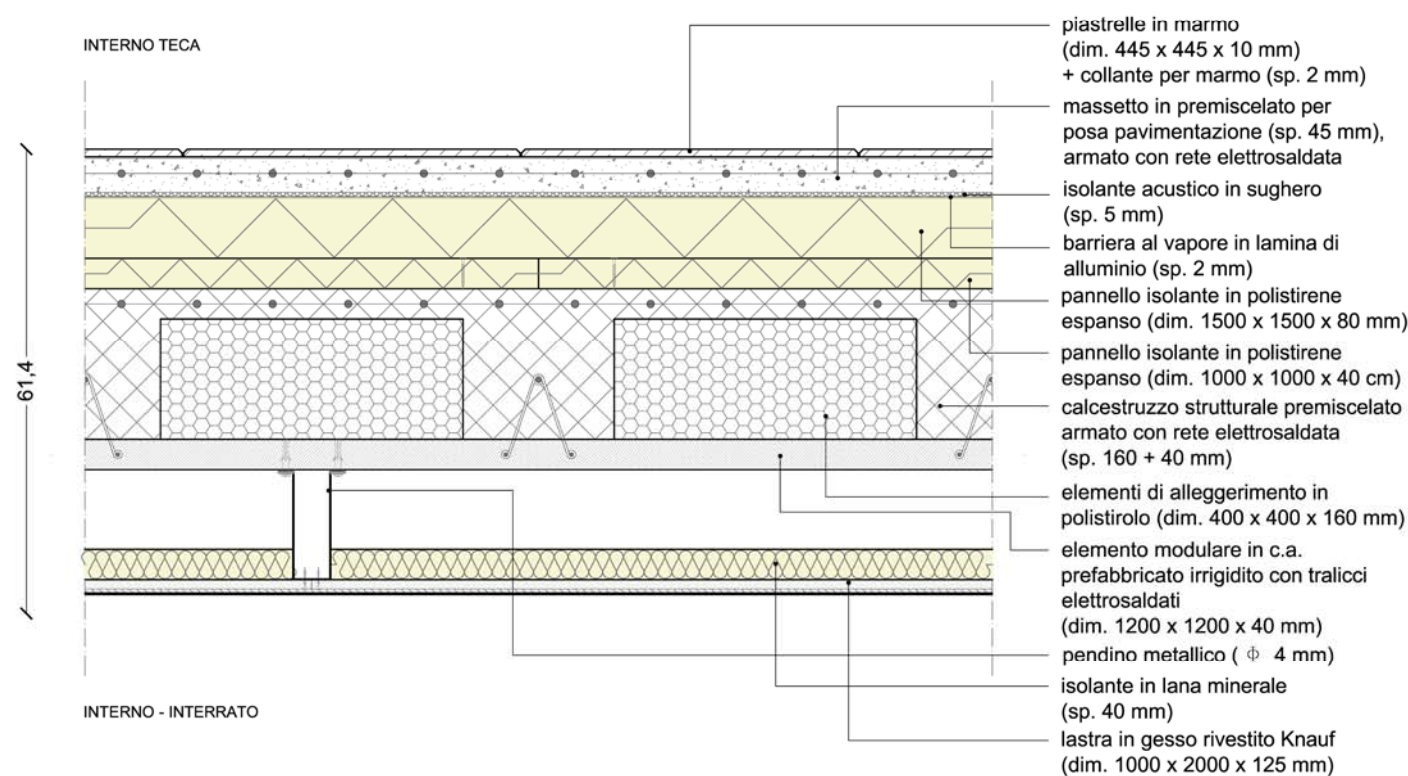 INTERNO TECA
61,4
INTERNO - INTERRATO
piastrelle in marmo
(dim. 445 x 445 x 10 mm)
+ collante per marmo (sp. 2 mm)
massetto in premiscelato per
posa pavimentazione (sp. 45 mm),
armato con rete elettrosaldata
isolante acustico in sughero
(sp. 5 mm)
barriera al vapore in lamina di
alluminio (sp. 2 mm)
pannello isolante in polistirene
espanso (dim. 1500 x 1500 x 80 mm)
pannello isolante in polistirene
espanso (dim. 1000 x 1000 x 40 cm)
calcestruzzo strutturale premiscelato
armato con rete elettrosaldata
(sp. 160 + 40 mm)
elementi di alleggerimento in
polistirolo (dim. 400 x 400 x 160 mm)
elemento modulare in c.a.
prefabbricato irrigidito con tralicci
elettrosaldati
(dim. 1200 x 1200 x 40 mm)
pendino metallico ( Φ 4 mm)
isolante in lana minerale
(sp. 40 mm)
lastra in gesso rivestito Knauf
(dim. 1000 x 2000 x 125 mm)